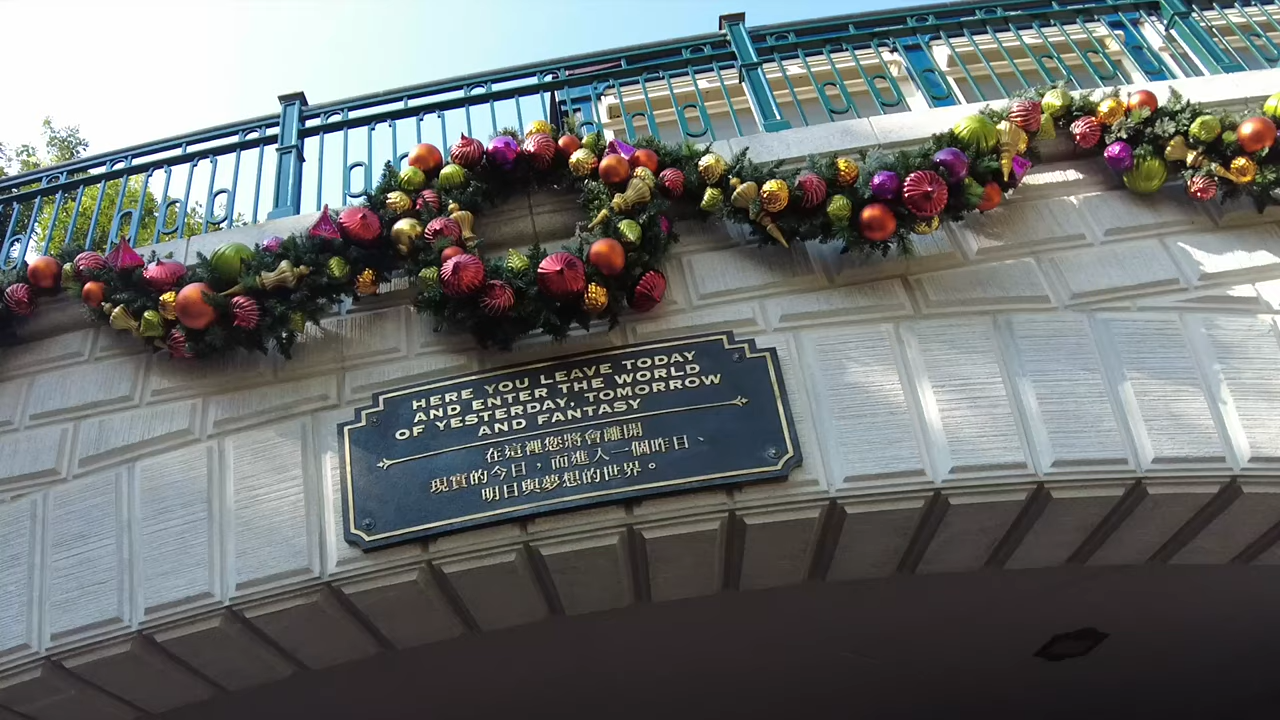 HERE YOU LEAVE TODAY
AND ENTER THE WORLD
OF YESTERDAY, TOMORROW
AND FANTASY
在這裡您將會離開
現實的今日，而進入一個昨日、
明日與夢想的世界。